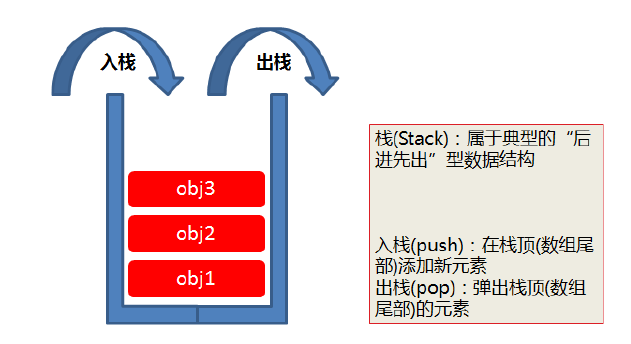 入栈
出栈
obj3
obj2
obj1
栈(Stack)：属于典型的“后
进先出”型数据结构
入栈(push)：在栈顶(数组尾
部)添加新元素
出栈(pop)：弹出栈顶(数组
尾部)的元素